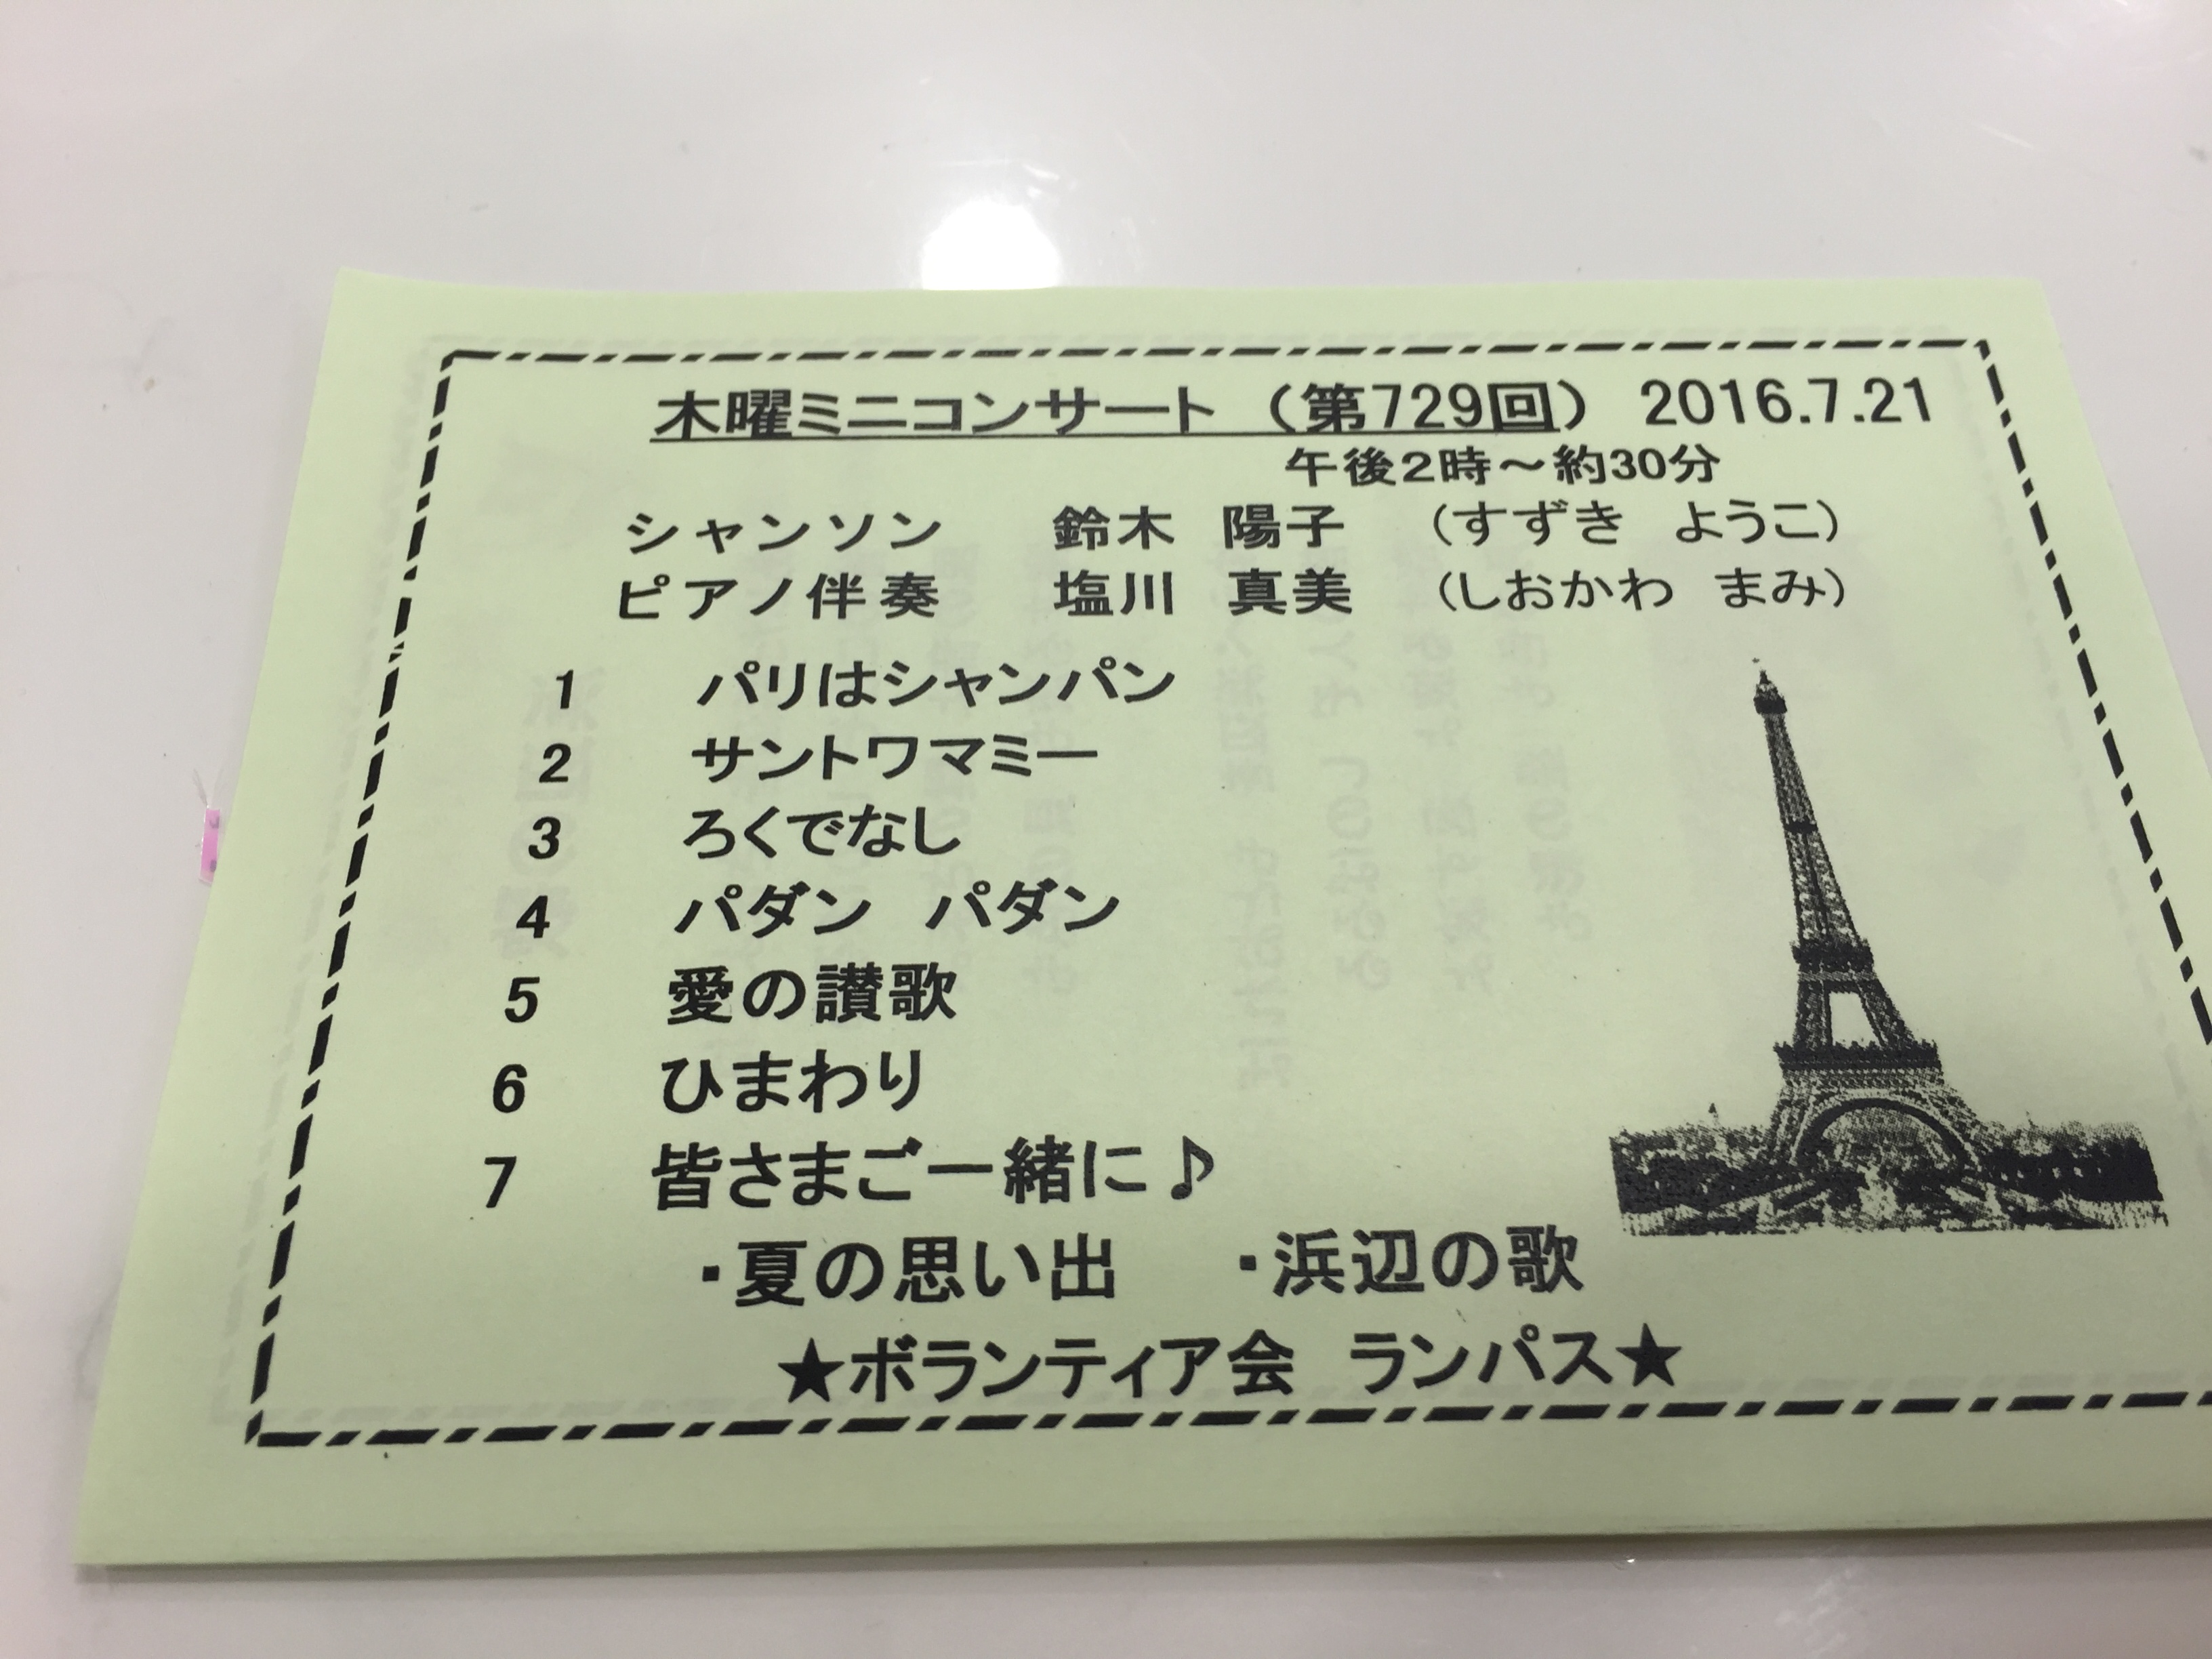 木曜ミニコンサート（第729回） 2016.7.21
午後2時～約30分
シャンソン　鈴木　陽子　（すずき　ようこ）
ピアノ伴奏　塩川　真美　（しおかわ　まみ）
1　パリはシャンパン
2　サントワマミー
3　ろくでなし
4　パダン　パダン
5　愛の讃歌
6　ひまわり
7　皆さまご一緒に♪
・夏の思い出　・浜辺の歌
★ボランティア会　ランパス★